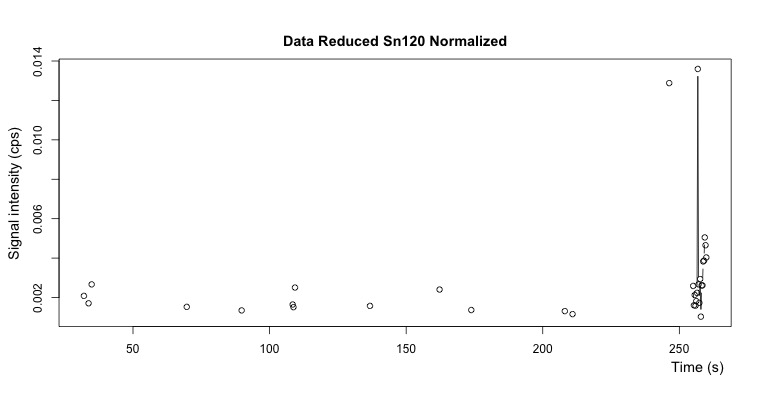 Data Reduced Sn120 Normalized
Signal intensity (cps)
0.014
0.010
0.006
0.002
50 100 150 200 250
Time (s)